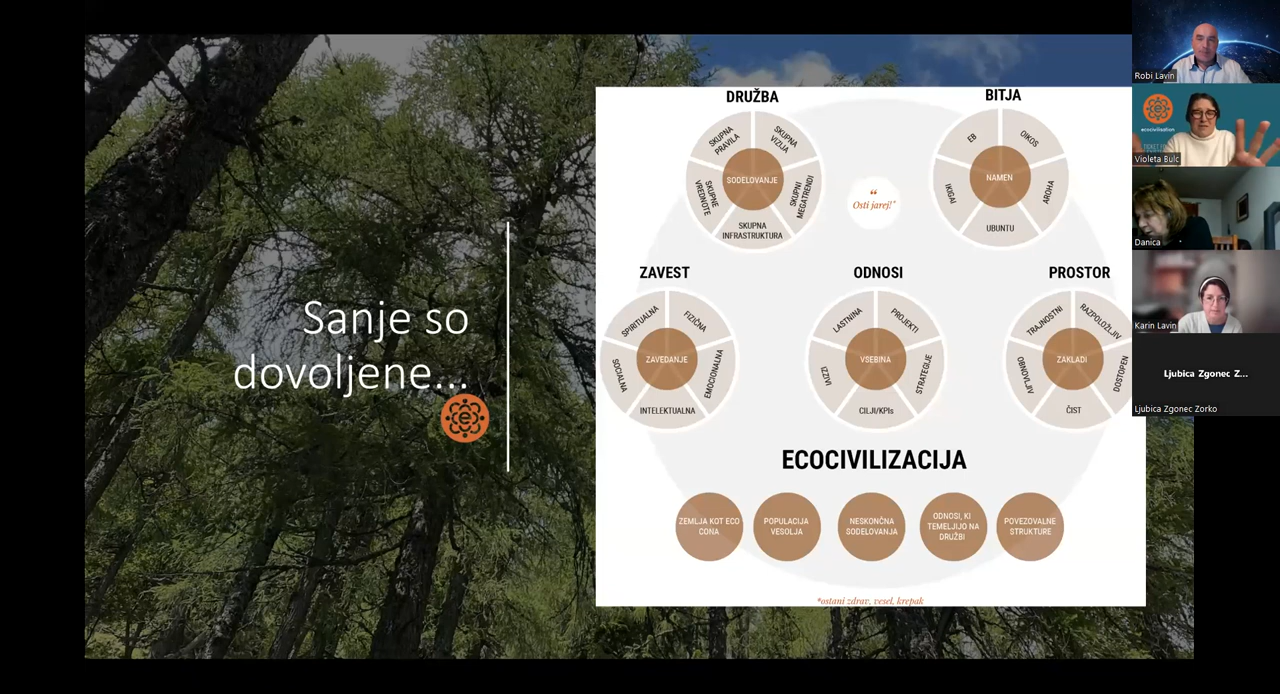 Sanje so
dovoljene...
DRUŽBA
SKUPNA
PRAVILA
SKUPNA
VIZIJA
SKUPNE
VREDNOTE
SODELOVANJE
SKUPNI
MEGATRENDI
SKUPNA
INFRASTRUKTURA
“
Osti jarej!"
BITJA
EB
OIKOS
IKIGAI
NAMEN
AROHA
UBUNTU
ZAVEST
SPIRITUALNA
FIZIČNA
SOCIALNA
ZAVEDANJE
EMOCIONALNA
INTELEKTUALNA
ODNOSI
LASTNINA
PROJEKTI
IZZIVI
VSEBINA
STRATEGIJE
CILJI/KPIs
PROSTOR
TRAJNOSTNI
RAZPOLOŽLJIV
OBNOVLJIV
ZAKLADI
DOSTOPEN
ČIST
ECOCIVILIZACIJA
ZEMLJA KOT ECO
CONA
POPULACIJA
VESOLJA
NESKONČNA
SODELOVANJA
ODNOSI, KI
TEMELJIJO NA
DRUŽBI
POVEZOVALNE
STRUKTURE
*ostani zdrav, vesel, krepak
Robi Lavin
ecocivilisation
Violeta Bulc
Danica
Karin Lavin
Ljubica Zgonec Z...
Ljubica Zgonec Zorko